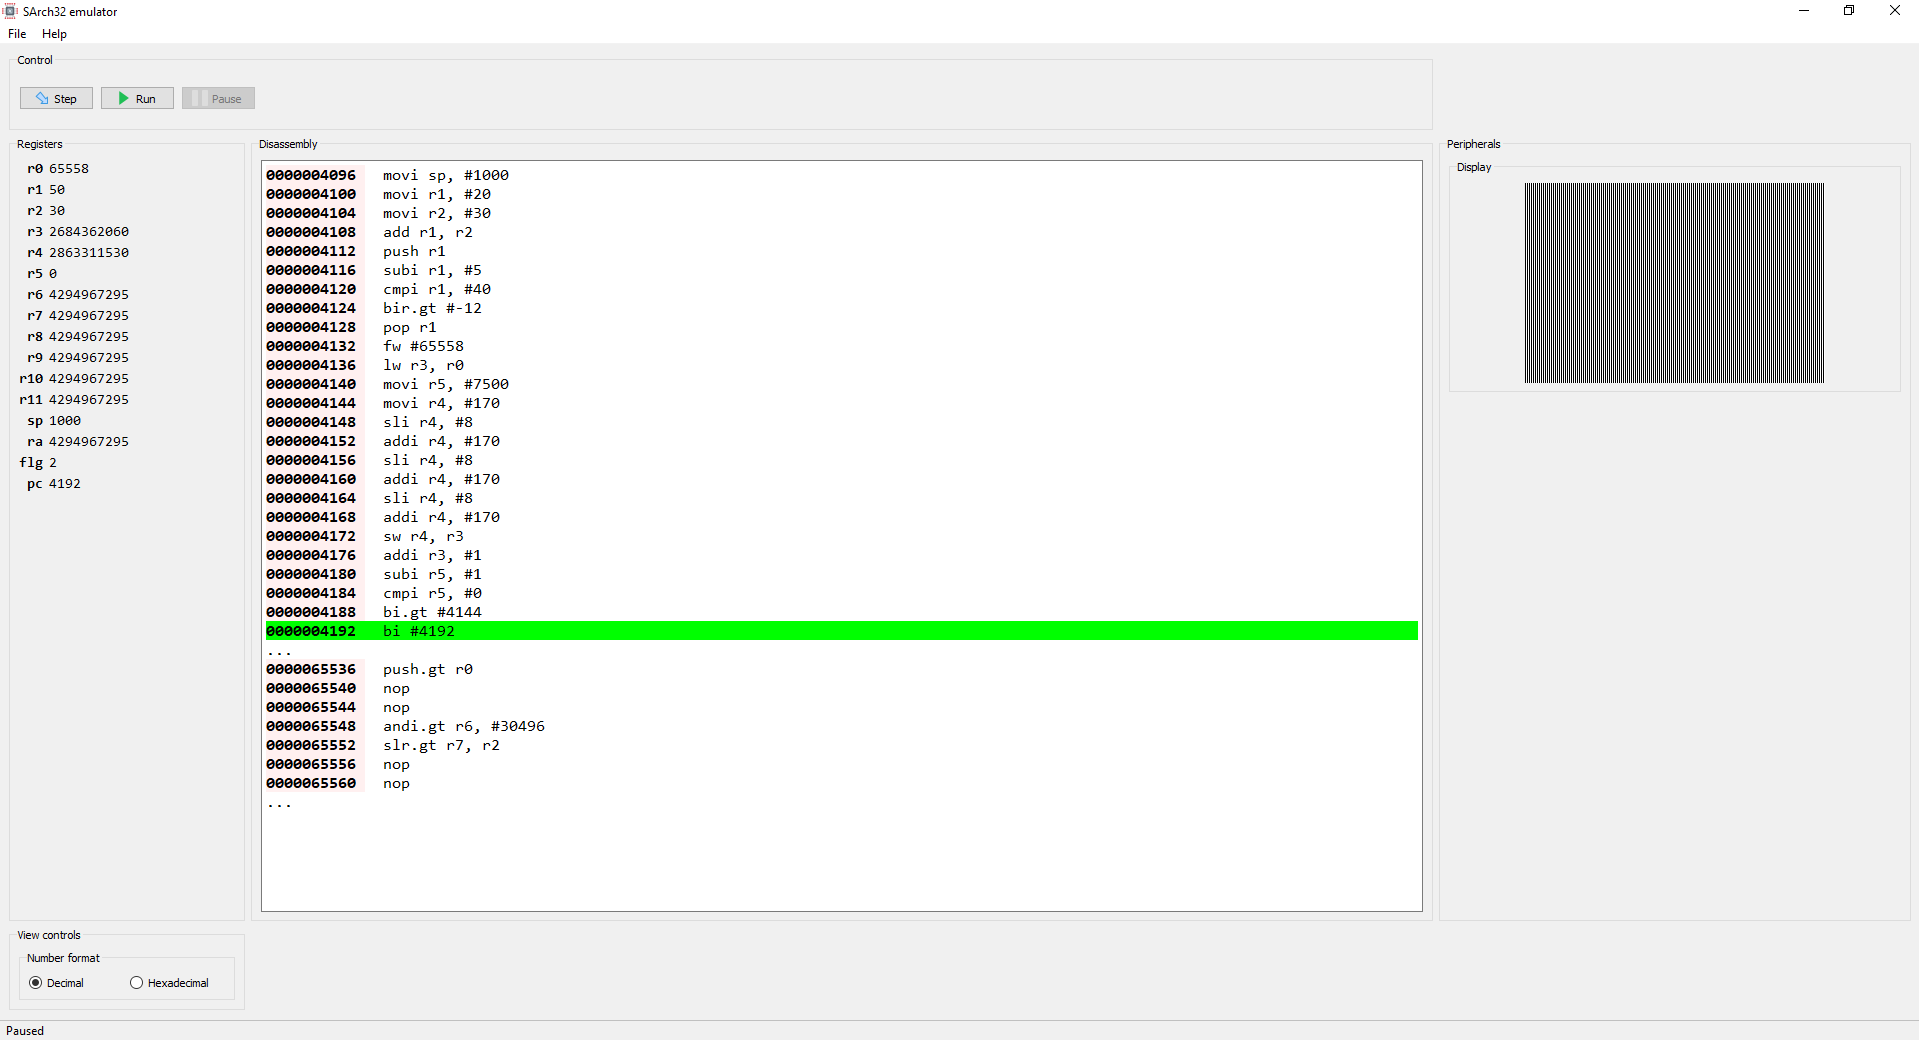 SArch32 emulator
File Help
Control
Step Run Pause
Registers
r0 65558
r1 50
r2 30
r3 2684362060
r4 2863311530
r5 0
r6 4294967295
r7 4294967295
r8 4294967295
r9 4294967295
r10 4294967295
r11 4294967295
sp 1000
ra 4294967295
flg 2
pc 4192
Disassembly
0000004096 movi sp, #1000
0000004100 movi r1, #20
0000004104 movi r2, #30
0000004108 add r1, r2
0000004112 push r1
0000004116 subi r1, #5
0000004120 cmpi r1, #40
0000004124 bir.gt #-12
0000004128 pop r1
0000004132 fw #65558
0000004136 lw r3, r0
0000004140 movi r5, #7500
0000004144 movi r4, #170
0000004148 sli r4, #8
0000004152 addi r4, #170
0000004156 sli r4, #8
0000004160 addi r4, #170
0000004164 sli r4, #8
0000004168 addi r4, #170
0000004172 sw r4, r3
0000004176 addi r3, #1
0000004180 subi r5, #1
0000004184 cmpi r5, #0
0000004188 bi.gt #4144
0000004192 bi #4192
...
0000065536 push.gt r0
0000065540 nop
0000065544 nop
0000065548 andi.gt r6, #30496
0000065552 slr.gt r7, r2
0000065556 nop
0000065560 nop
...
Peripherals
Display
View controls
Number format
Decimal Hexadecimal
Paused